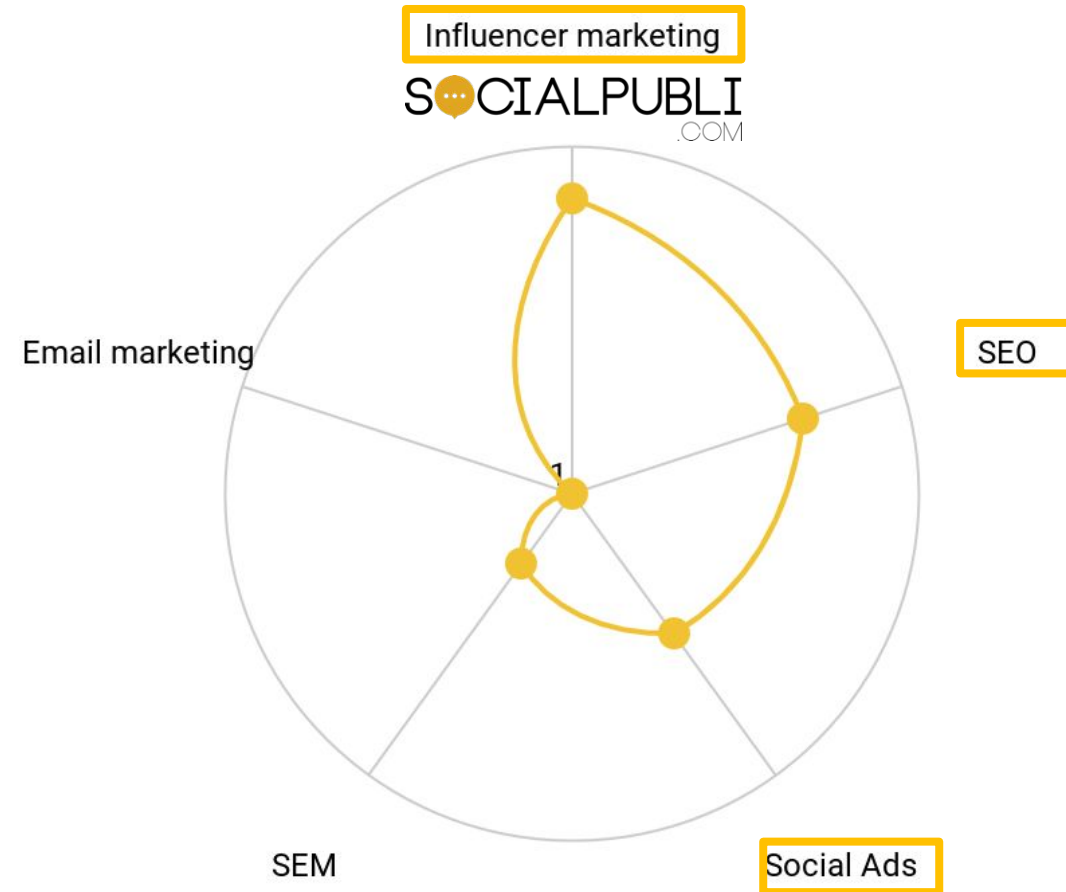 Influencer marketing
SOCIALPUBLI
.COM
Email marketing
SEO
1
SEM
Social Ads